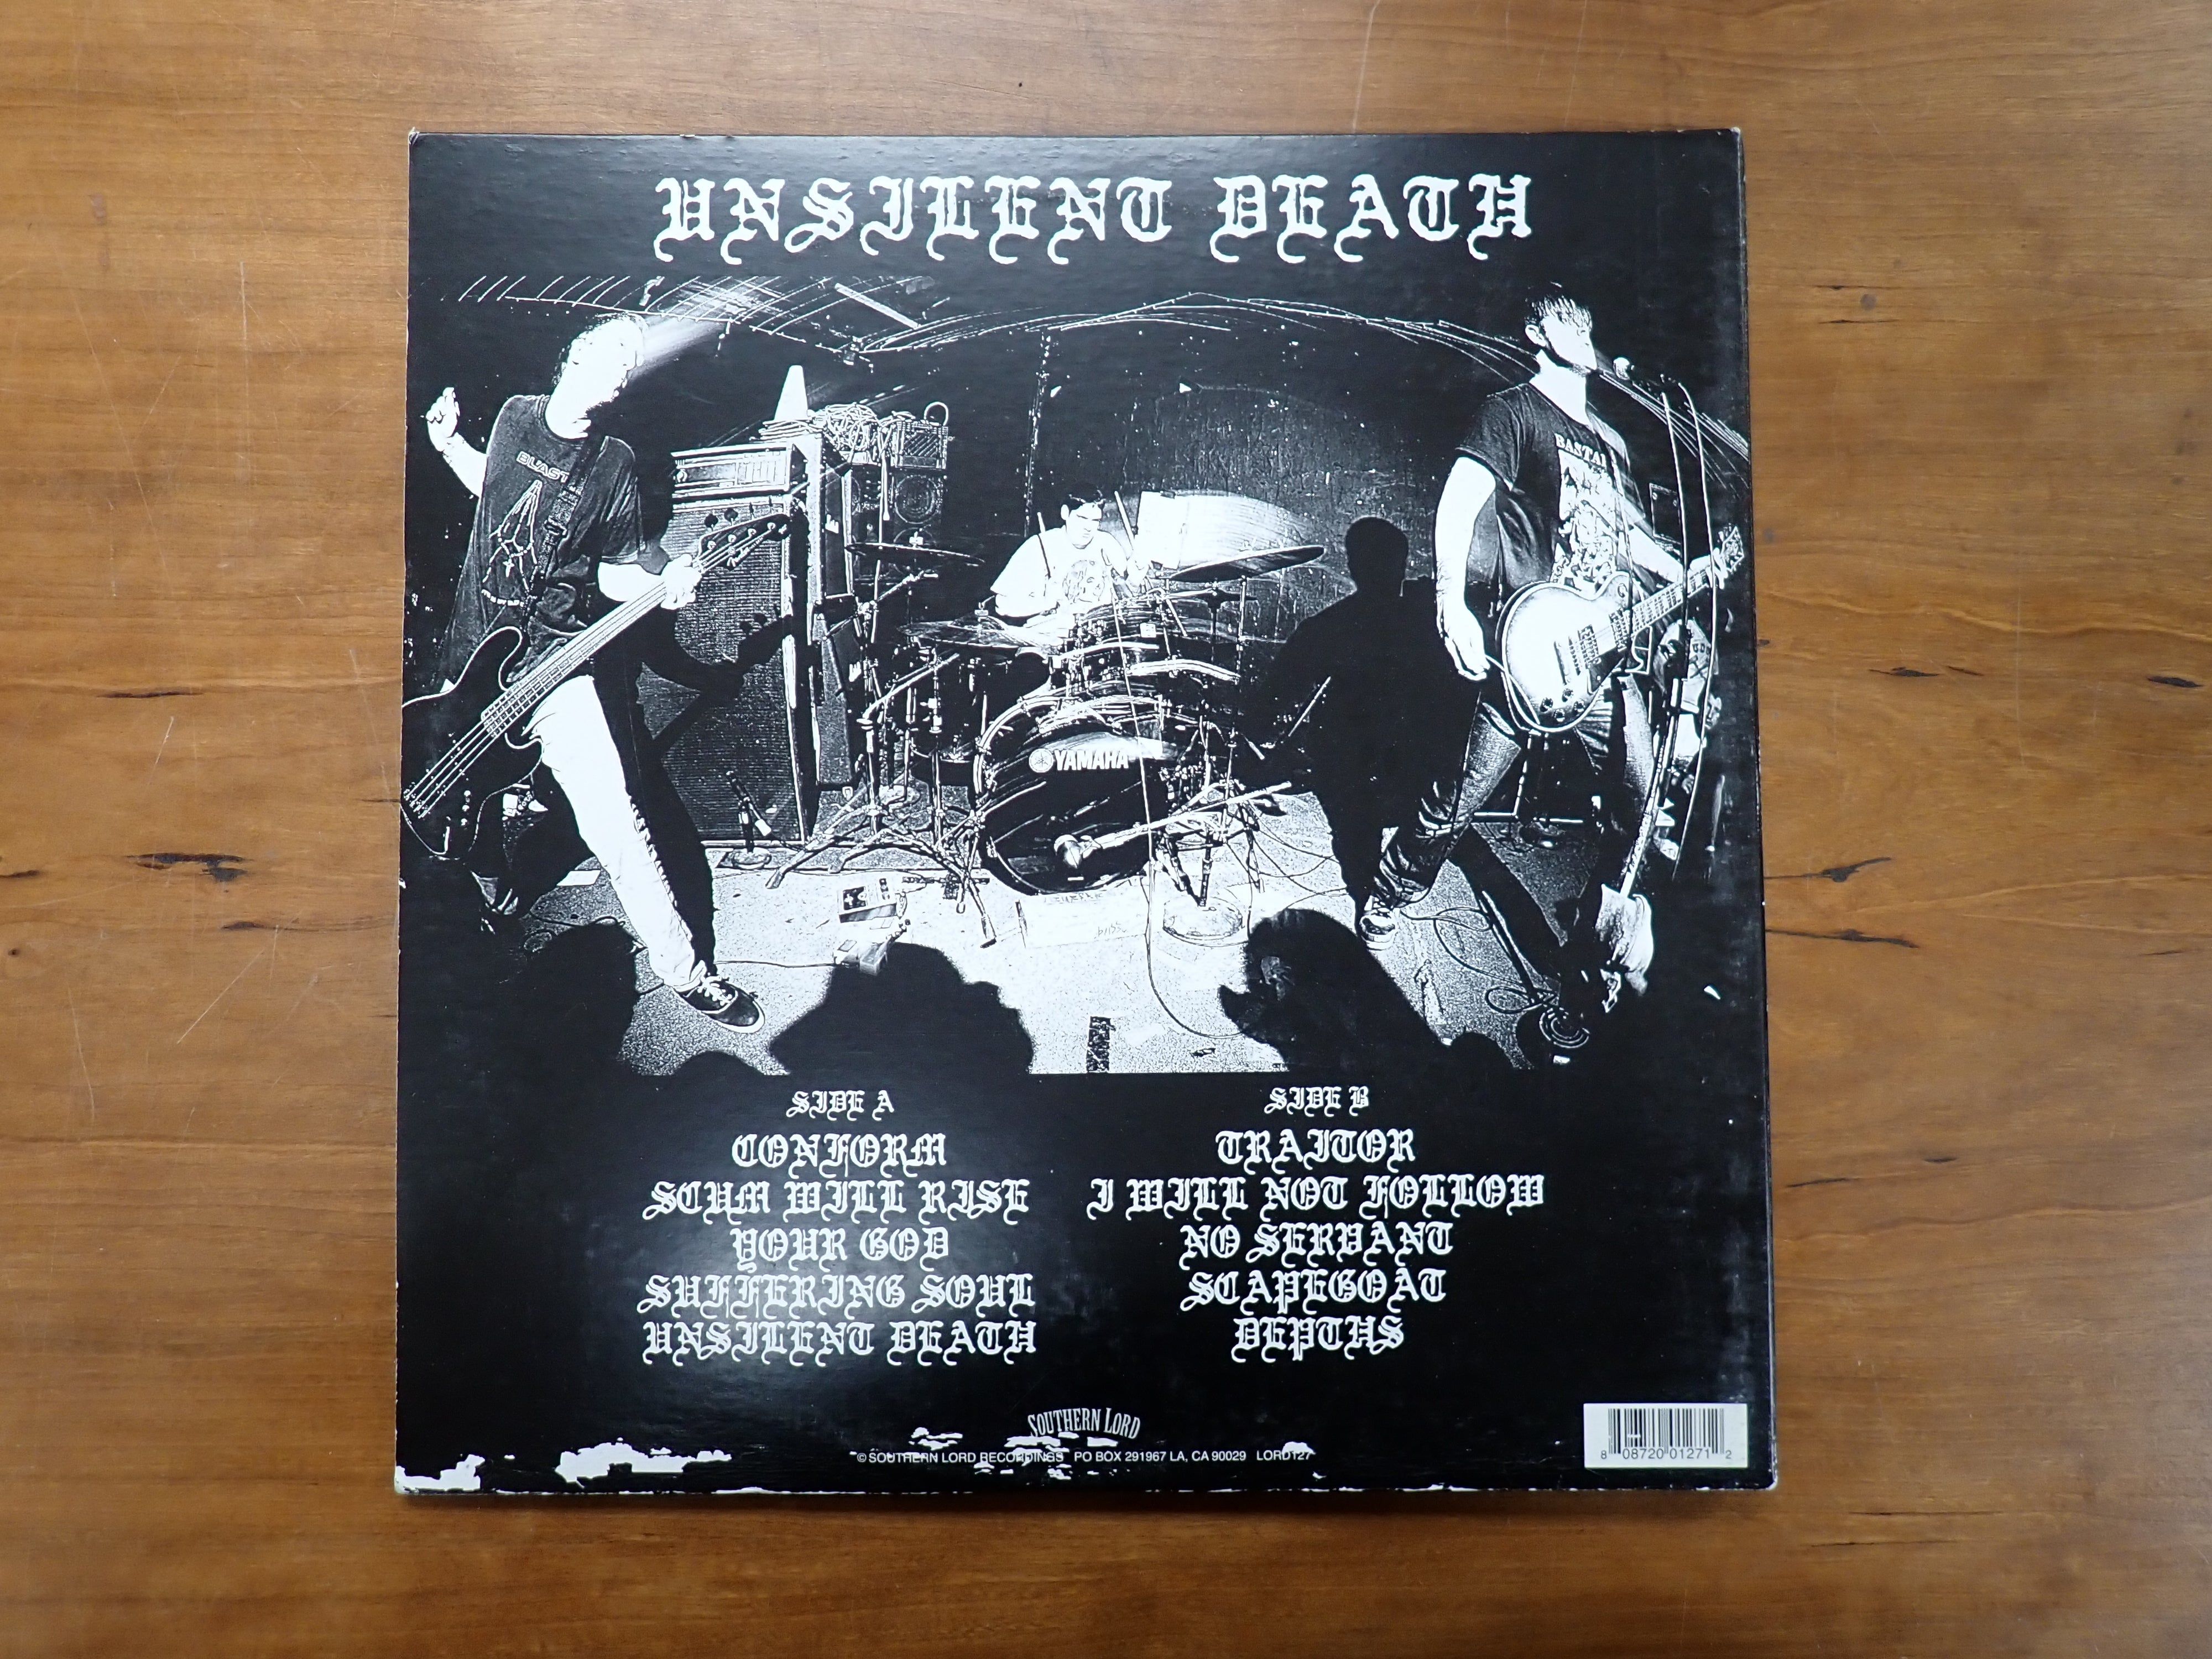 UNSILENT DEATH
BLAST
BASTA
YAMAHA
SIDE A
CONFORM
SCUM WILL RISE
YOUR GOD
SUFFERING SOUL
UNSILENT DEATH
SIDE B
TRAITOR
I WILL NOT FOLLOW
NO SERVANT
SCAPEGOAT
DEPTHS
SOUTHERN LORD
© SOUTHERN LORD RECORDINGS PO BOX 291967 LA, CA 90029 LORD127
8 08720 01271 2